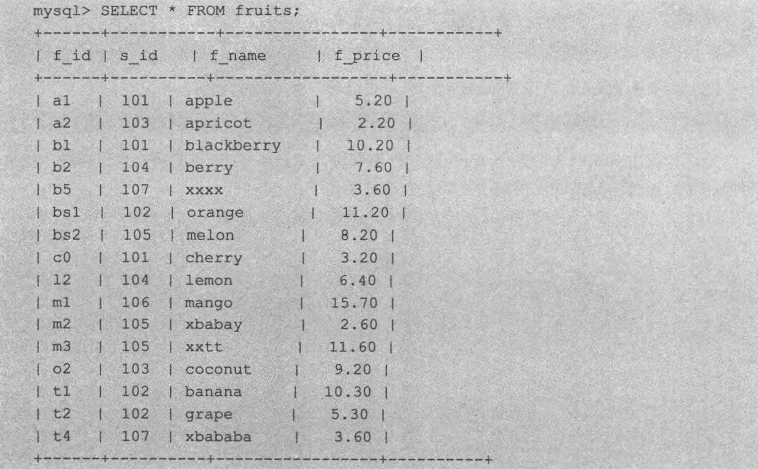 mysql> SELECT * FROM fruits;
+------+-----------+----------------+-----------+
| f_id | s_id | f_name | f_price |
+------+----------+------------------+-----------+
| a1 | 101 | apple | 5.20 |
| a2 | 103 | apricot | 2.20 |
| b1 | 101 | blackberry | 10.20 |
| b2 | 104 | berry | 7.60 |
| b5 | 107 | xxxx | 3.60 |
| bs1 | 102 | orange | 11.20 |
| bs2 | 105 | melon | 8.20 |
| c0 | 101 | cherry | 3.20 |
| l2 | 104 | lemon | 6.40 |
| m1 | 106 | mango | 15.70 |
| m2 | 105 | xbabay | 2.60 |
| m3 | 105 | xxtt | 11.60 |
| o2 | 103 | coconut | 9.20 |
| t1 | 102 | banana | 10.30 |
| t2 | 102 | grape | 5.30 |
| t4 | 107 | xbababa | 3.60 |
+------+----------+-----------------+----------+